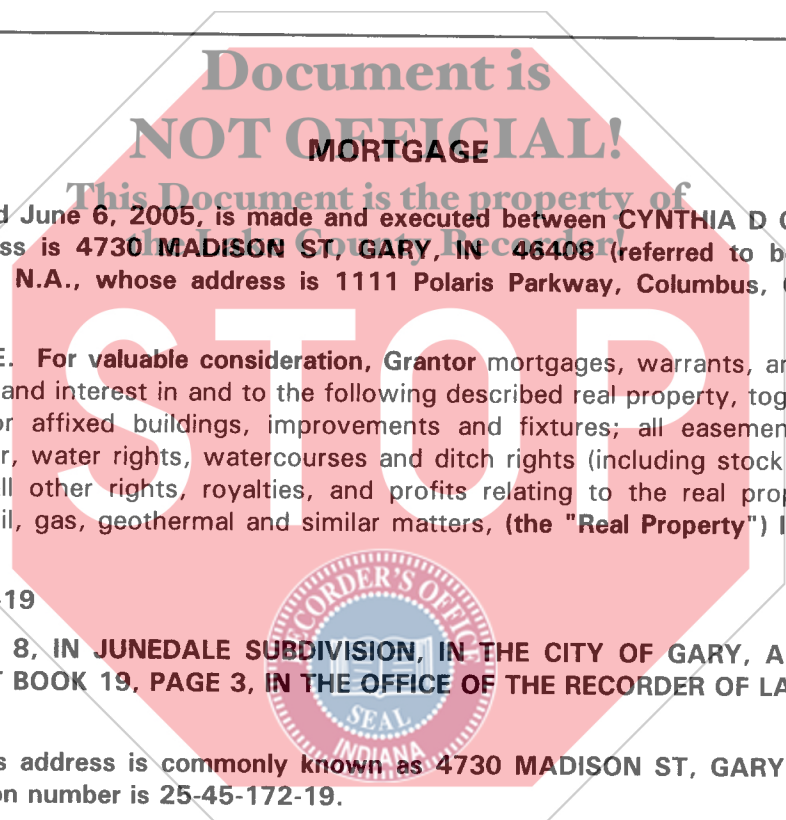 Document is
NOT OFFICIAL!
MORTGAGE
This Document is the property of
d June 6, 2005, is made and executed between CYNTHIA D
the Lake County Recorder!
ss is 4730 MADISON ST, GARY, IN 46408 (referred to b
N.A., whose address is 1111 Polaris Parkway, Columbus,
STOP
E. For valuable consideration, Grantor mortgages, warrants, a
and interest in and to the following described real property, tog
or affixed buildings, improvements and fixtures; all easemen
r, water rights, watercourses and ditch rights (including stock
ll other rights, royalties, and profits relating to the real prop
il, gas, geothermal and similar matters, (the "Real Property") l
-19
RECORDER'S OFFICE
8, IN JUNEDALE SUBDIVISION, IN THE CITY OF GARY, A
T BOOK 19, PAGE 3, IN THE OFFICE OF THE RECORDER OF LA
SEAL
INDIANA
s address is commonly known as 4730 MADISON ST, GARY
on number is 25-45-172-19.